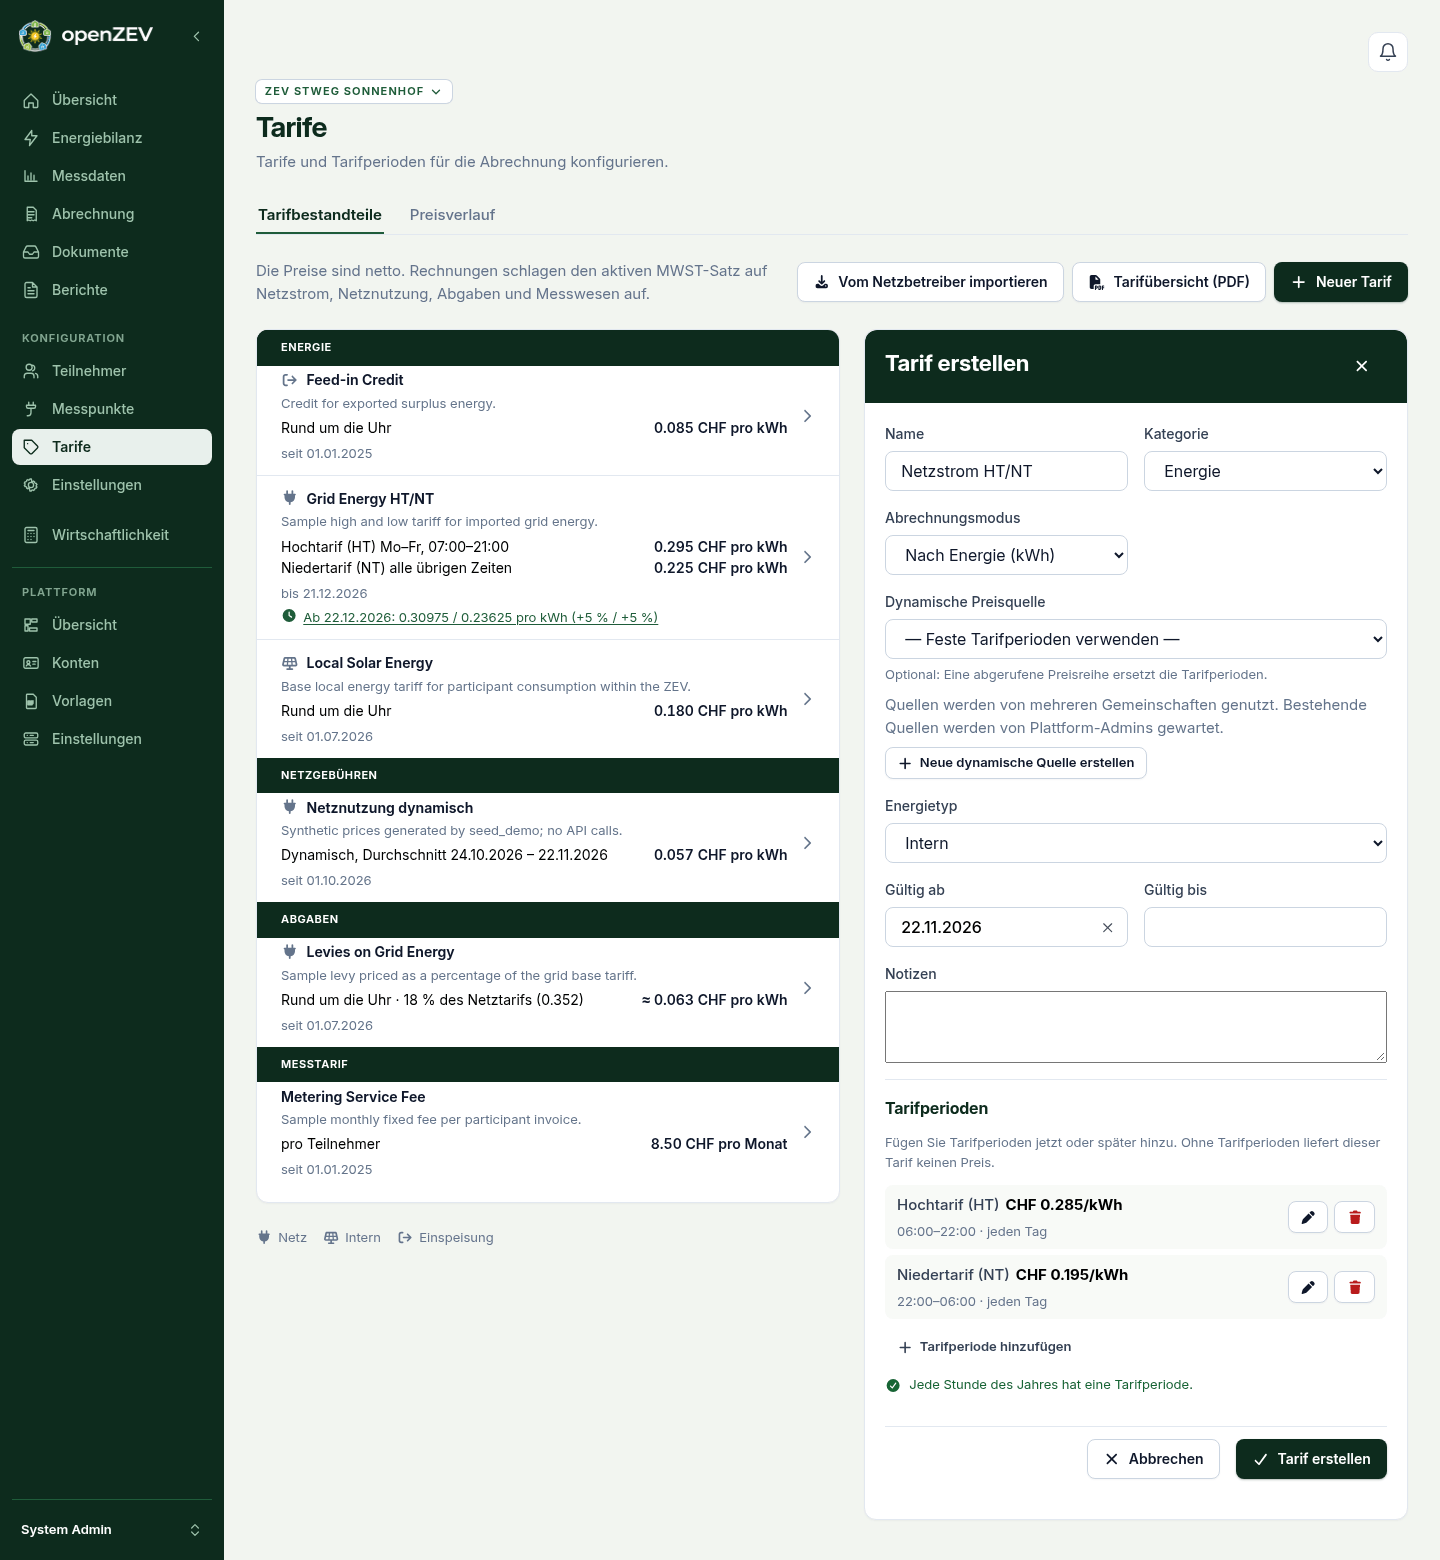 openZEV
Übersicht
Energiebilanz
Messdaten
Abrechnung
Dokumente
Berichte
KONFIGURATION
Teilnehmer
Messpunkte
Tarife
Einstellungen
Wirtschaftlichkeit
PLATTFORM
Übersicht
Konten
Vorlagen
Einstellungen
System Admin
ZEV STWEG SONNENHOF
Tarife
Tarife und Tarifperioden für die Abrechnung konfigurieren.
Tarifbestandteile Preisverlauf
Die Preise sind netto. Rechnungen schlagen den aktiven MWST-Satz auf
Netzstrom, Netznutzung, Abgaben und Messwesen auf.
Vom Netzbetreiber importieren
Tarifübersicht (PDF)
Neuer Tarif
ENERGIE
Feed-in Credit
Credit for exported surplus energy.
Rund um die Uhr 0.085 CHF pro kWh
seit 01.01.2025
Grid Energy HT/NT
Sample high and low tariff for imported grid energy.
Hochtarif (HT) Mo–Fr, 07:00–21:00 0.295 CHF pro kWh
Niedertarif (NT) alle übrigen Zeiten 0.225 CHF pro kWh
bis 21.12.2026
Ab 22.12.2026: 0.30975 / 0.23625 pro kWh (+5 % / +5 %)
Local Solar Energy
Base local energy tariff for participant consumption within the ZEV.
Rund um die Uhr 0.180 CHF pro kWh
seit 01.07.2026
NETZGEBÜHREN
Netznutzung dynamisch
Synthetic prices generated by seed_demo; no API calls.
Dynamisch, Durchschnitt 24.10.2026 – 22.11.2026 0.057 CHF pro kWh
seit 01.10.2026
ABGABEN
Levies on Grid Energy
Sample levy priced as a percentage of the grid base tariff.
Rund um die Uhr · 18 % des Netztarifs (0.352) ≈ 0.063 CHF pro kWh
seit 01.07.2026
MESSTARIF
Metering Service Fee
Sample monthly fixed fee per participant invoice.
pro Teilnehmer 8.50 CHF pro Monat
seit 01.01.2025
Netz Intern Einspeisung
Tarif erstellen
Name Kategorie
Netzstrom HT/NT Energie
Abrechnungsmodus
Nach Energie (kWh)
Dynamische Preisquelle
— Feste Tarifperioden verwenden —
Optional: Eine abgerufene Preisreihe ersetzt die Tarifperioden.
Quellen werden von mehreren Gemeinschaften genutzt. Bestehende
Quellen werden von Plattform-Admins gewartet.
Neue dynamische Quelle erstellen
Energietyp
Intern
Gültig ab Gültig bis
22.11.2026
Notizen
Tarifperioden
Fügen Sie Tarifperioden jetzt oder später hinzu. Ohne Tarifperioden liefert dieser
Tarif keinen Preis.
Hochtarif (HT) CHF 0.285/kWh
06:00–22:00 · jeden Tag
Niedertarif (NT) CHF 0.195/kWh
22:00–06:00 · jeden Tag
Tarifperiode hinzufügen
Jede Stunde des Jahres hat eine Tarifperiode.
Abbrechen
Tarif erstellen